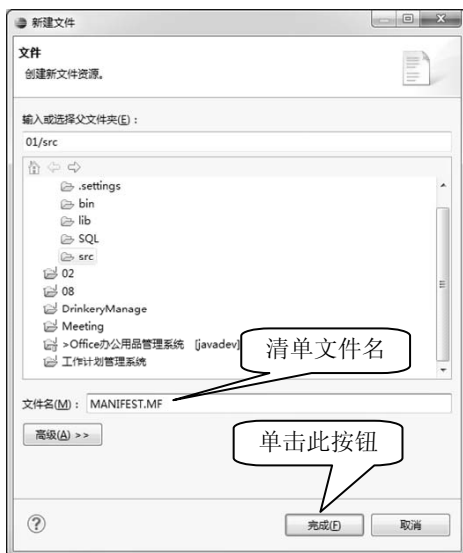 新建文件
文件
创建新文件资源。
输入或选择父文件夹(E)：
01/src
.settings
bin
lib
SQL
src
02
08
DrinkeryManage
Meeting
>Office办公用品管理系统 [javadev]
工作计划管理系统
清单文件名
文件名(M)： MANIFEST.MF
高级(A) >>
单击此按钮
完成(F)
取消